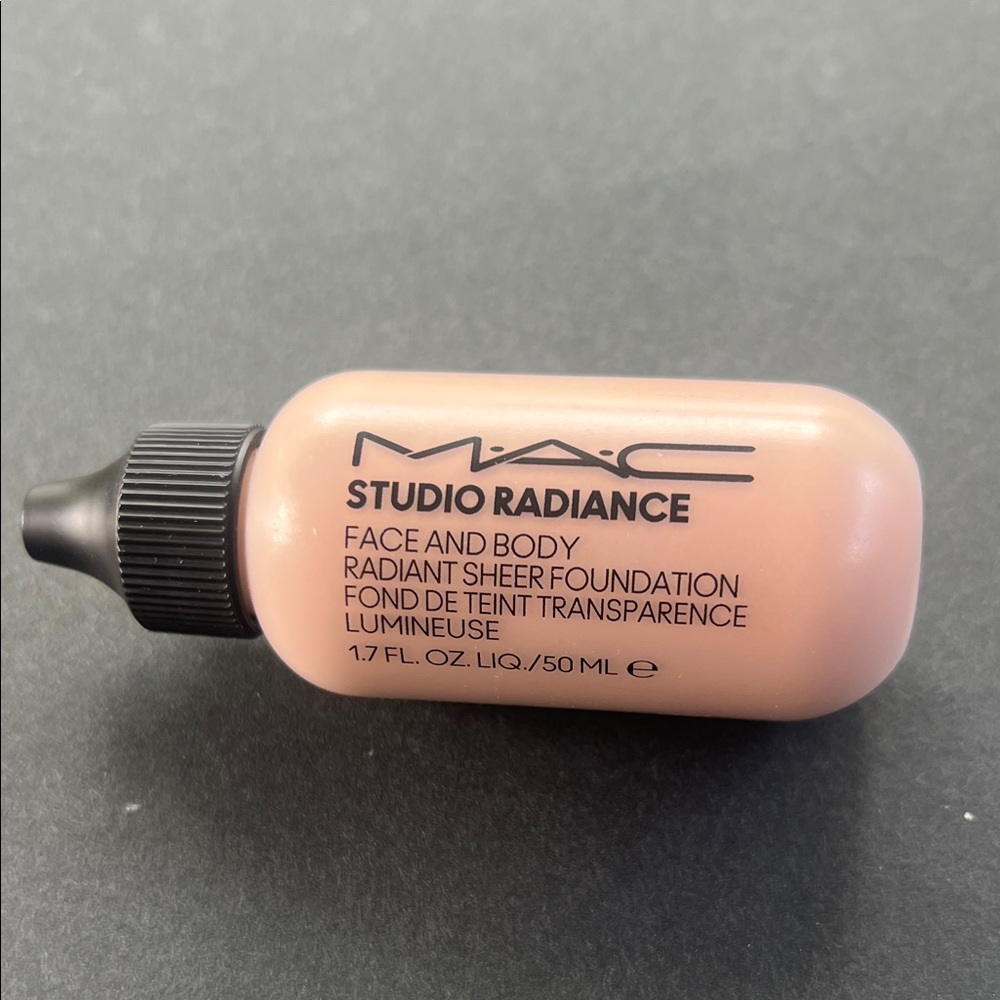 M·A·C
STUDIO RADIANCE
FACE AND BODY
RADIANT SHEER FOUNDATION
FOND DE TEINT TRANSPARENCE
LUMINEUSE
1.7 FL. OZ. LIQ./50 ML ℮